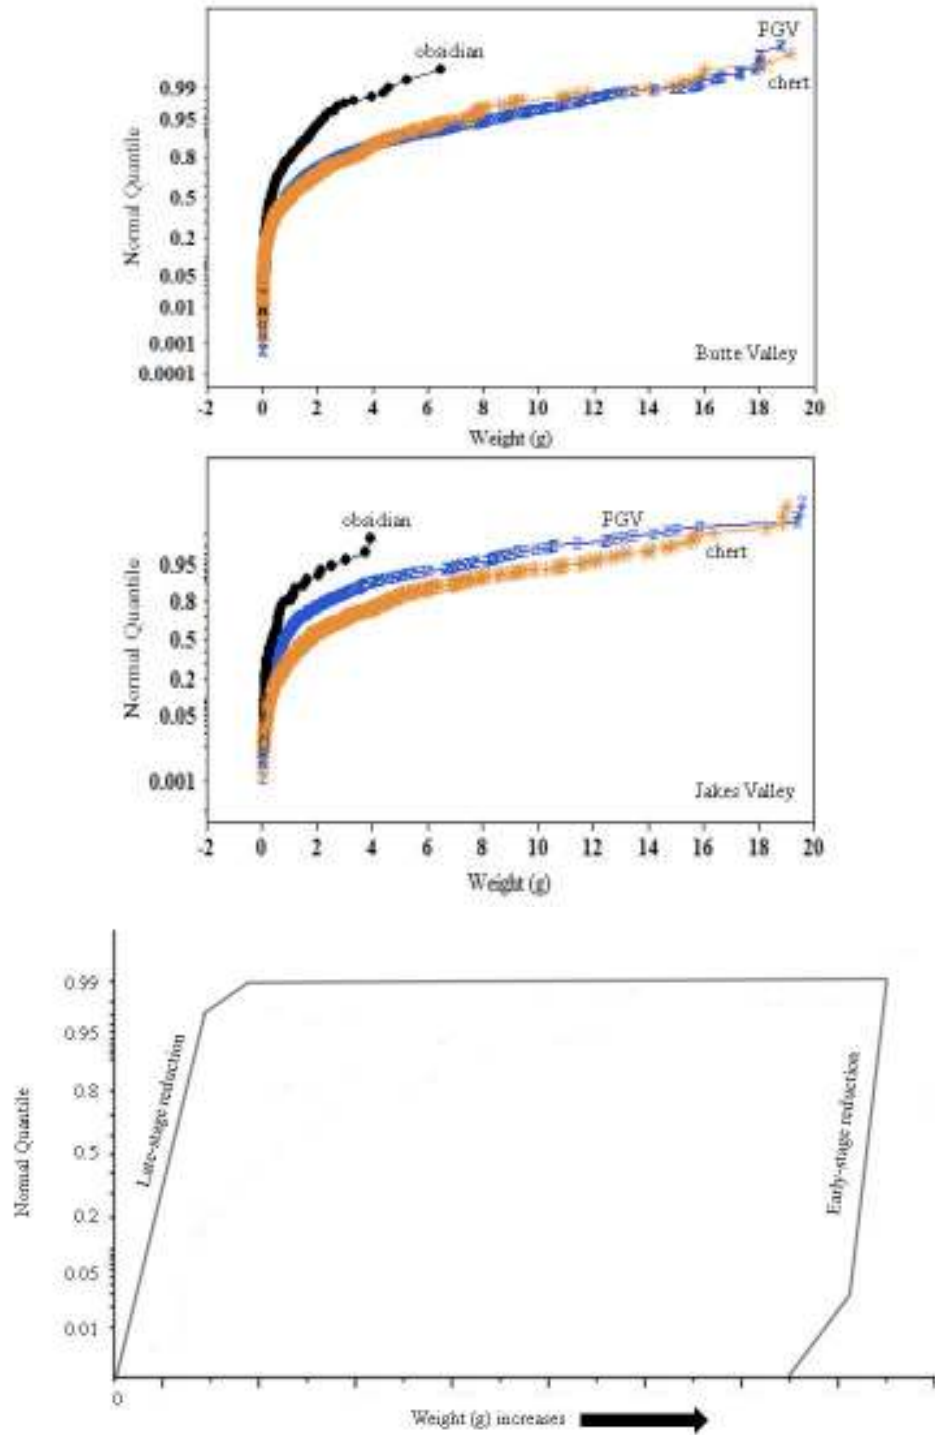 PGV
obsidian
chert
0.99
0.95
0.8
0.5
0.2
0.05
0.01
0.001
0.0001
Normal Quantile
Butte Valley
-2 0 2 4 6 8 10 12 14 16 18 20
Weight (g)
obsidian
PGV
chert
0.95
0.8
0.5
0.2
0.05
0.001
Normal Quantile
Jakes Valley
-2 0 2 4 6 8 10 12 14 16 18 20
Weight (g)
0.99
0.95
0.8
0.5
0.2
0.05
0.01
Normal Quantile
Late-stage reduction
Early-stage reduction
0
Weight (g) increases